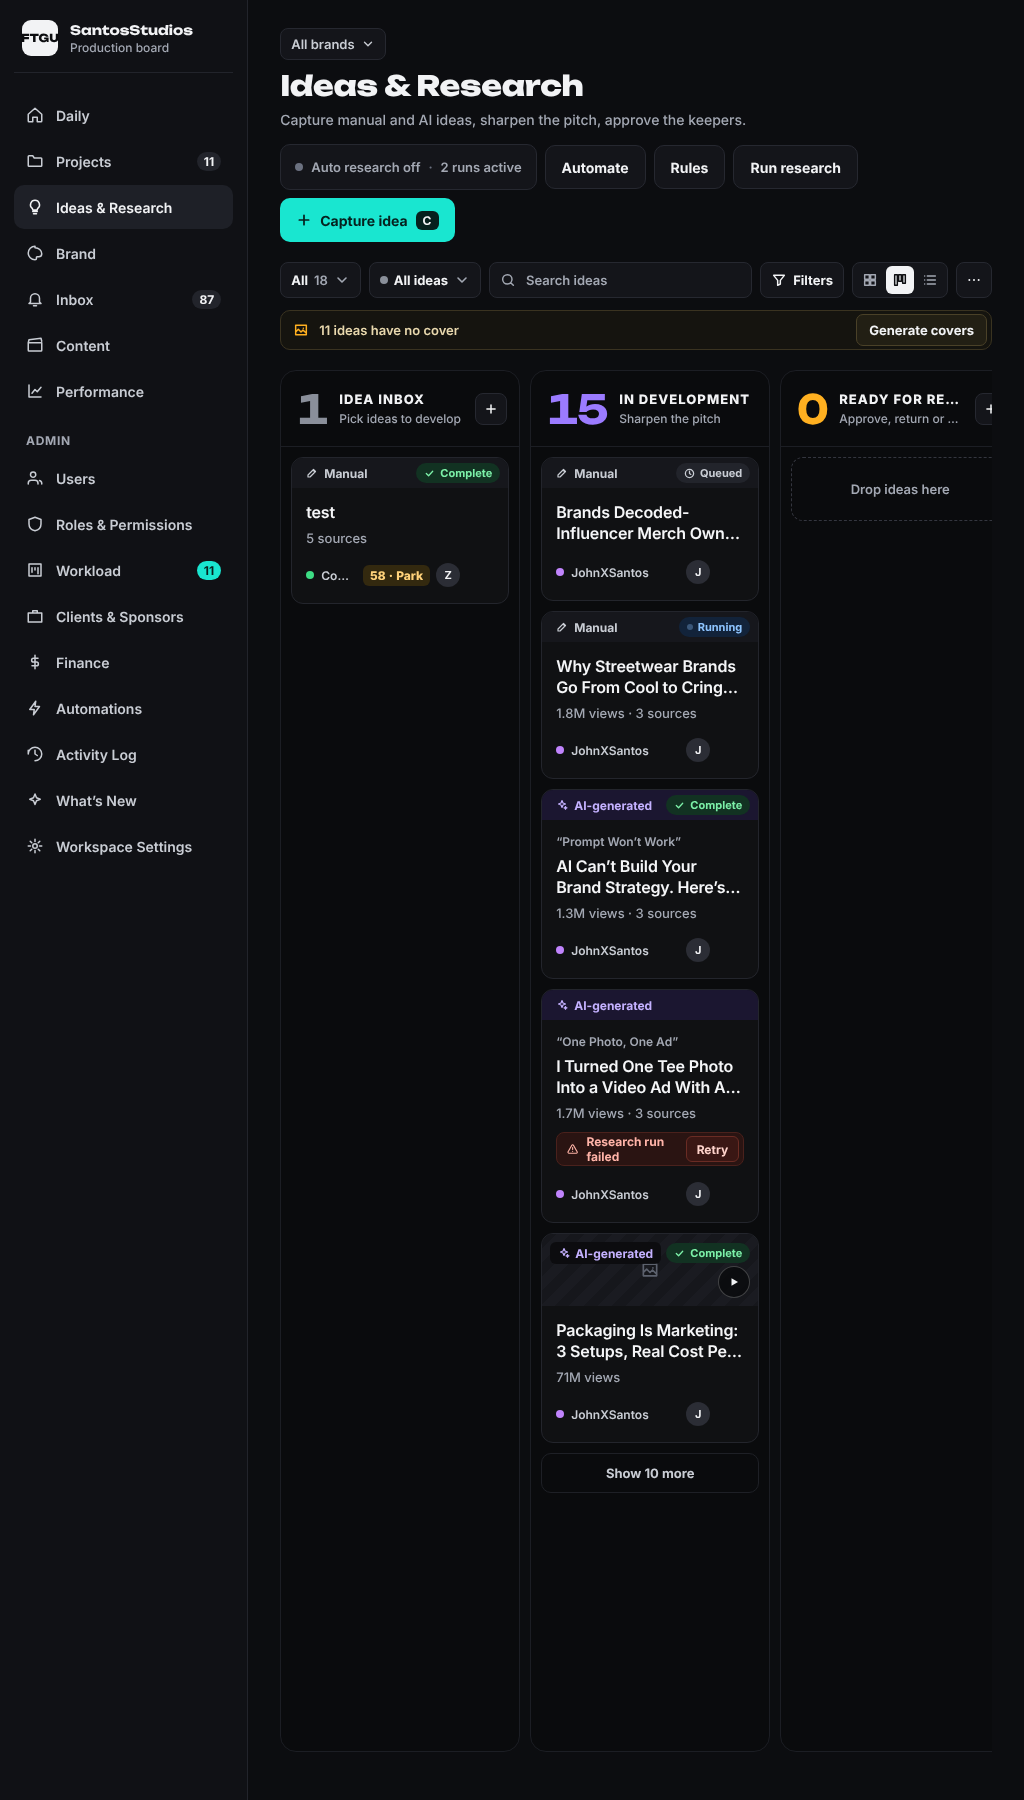 FTGU
SantosStudios
Production board
Daily
Projects 11
Ideas & Research
Brand
Inbox 87
Content
Performance
ADMIN
Users
Roles & Permissions
Workload 11
Clients & Sponsors
Finance
Automations
Activity Log
What’s New
Workspace Settings
All brands
Ideas & Research
Capture manual and AI ideas, sharpen the pitch, approve the keepers.
Auto research off · 2 runs active
Automate
Rules
Run research
Capture idea C
All 18
All ideas
Search ideas
Filters
11 ideas have no cover
Generate covers
1 IDEA INBOX
Pick ideas to develop
Manual
Complete
test
5 sources
Co...
58 · Park
Z
15 IN DEVELOPMENT
Sharpen the pitch
Manual
Queued
Brands Decoded-
Influencer Merch Own...
JohnXSantos
J
Manual
Running
Why Streetwear Brands
Go From Cool to Cring...
1.8M views · 3 sources
JohnXSantos
J
AI-generated
Complete
“Prompt Won’t Work”
AI Can’t Build Your
Brand Strategy. Here’s...
1.3M views · 3 sources
JohnXSantos
J
AI-generated
“One Photo, One Ad”
I Turned One Tee Photo
Into a Video Ad With A...
1.7M views · 3 sources
Research run
failed
Retry
JohnXSantos
J
AI-generated
Complete
Packaging Is Marketing:
3 Setups, Real Cost Pe...
71M views
JohnXSantos
J
Show 10 more
0 READY FOR RE...
Approve, return or ...
Drop ideas here